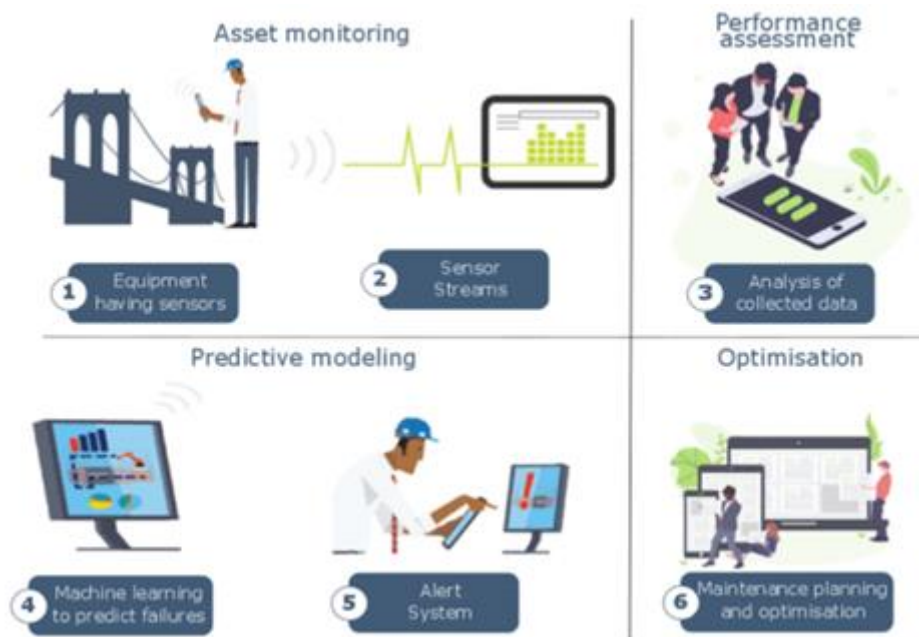 Asset monitoring
Performance
assessment
1
Equipment
having sensors
2
Sensor
Streams
3
Analysis of
collected data
Predictive modeling
Optimisation
4
Machine learning
to predict failures
5
Alert
System
6
Maintenance planning
and optimisation